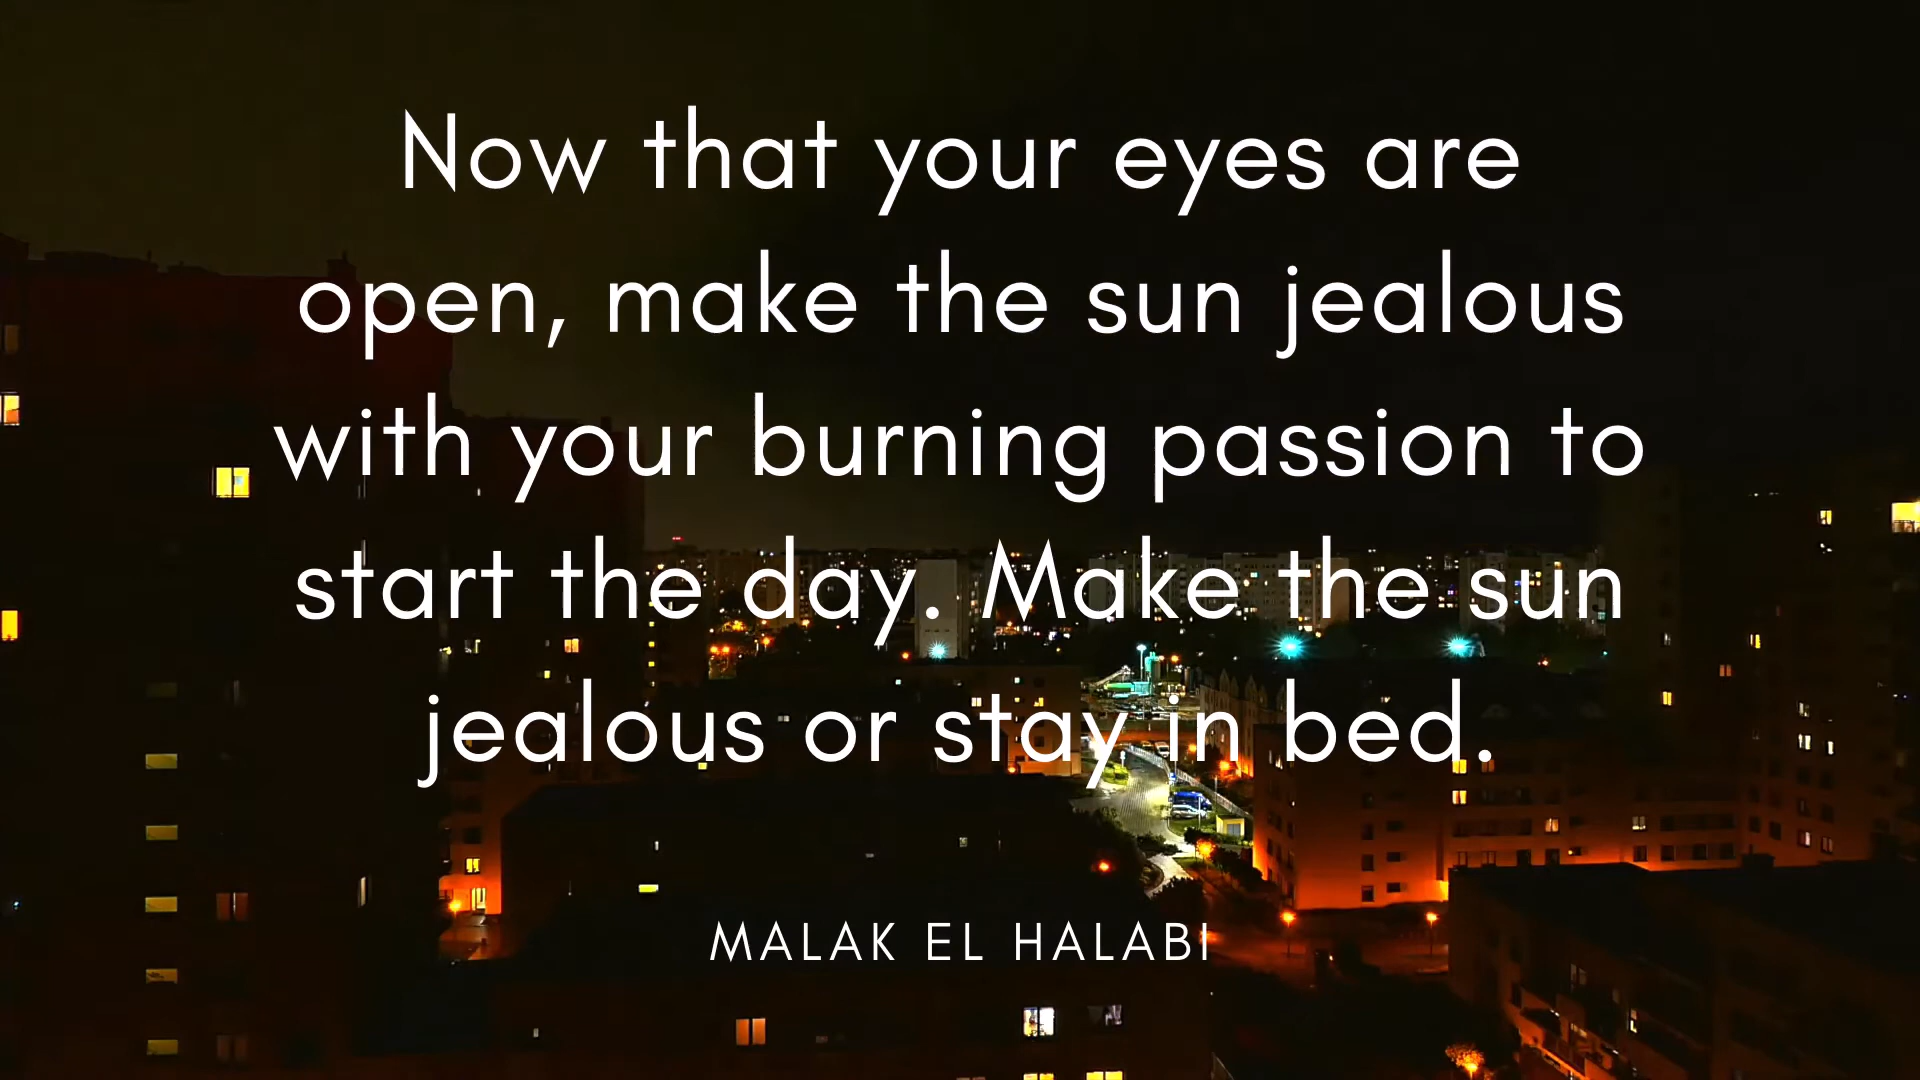 Now that your eyes are
open, make the sun jealous
with your burning passion to
start the day. Make the sun
jealous or stay in bed.
MALAK EL HALABI